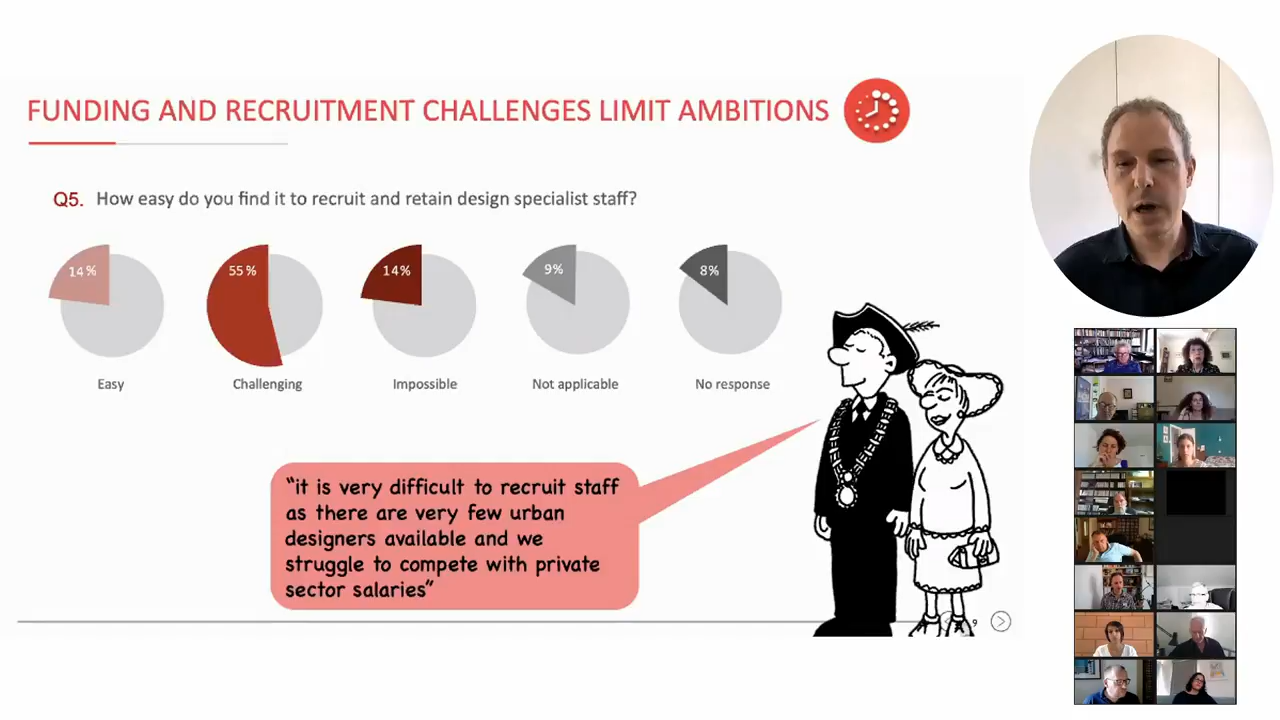 FUNDING AND RECRUITMENT CHALLENGES LIMIT AMBITIONS
Q5. How easy do you find it to recruit and retain design specialist staff?
14%
55%
14%
9%
8%
Easy
Challenging
Impossible
Not applicable
No response
“it is very difficult to recruit staff
as there are very few urban
designers available and we
struggle to compete with private
sector salaries”
9